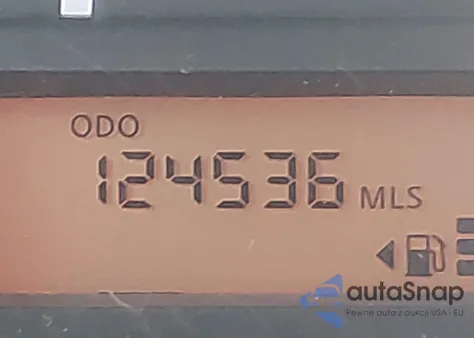 ODO
124536 MLS
autaSnap
Pewne auta z aukcji USA - EU